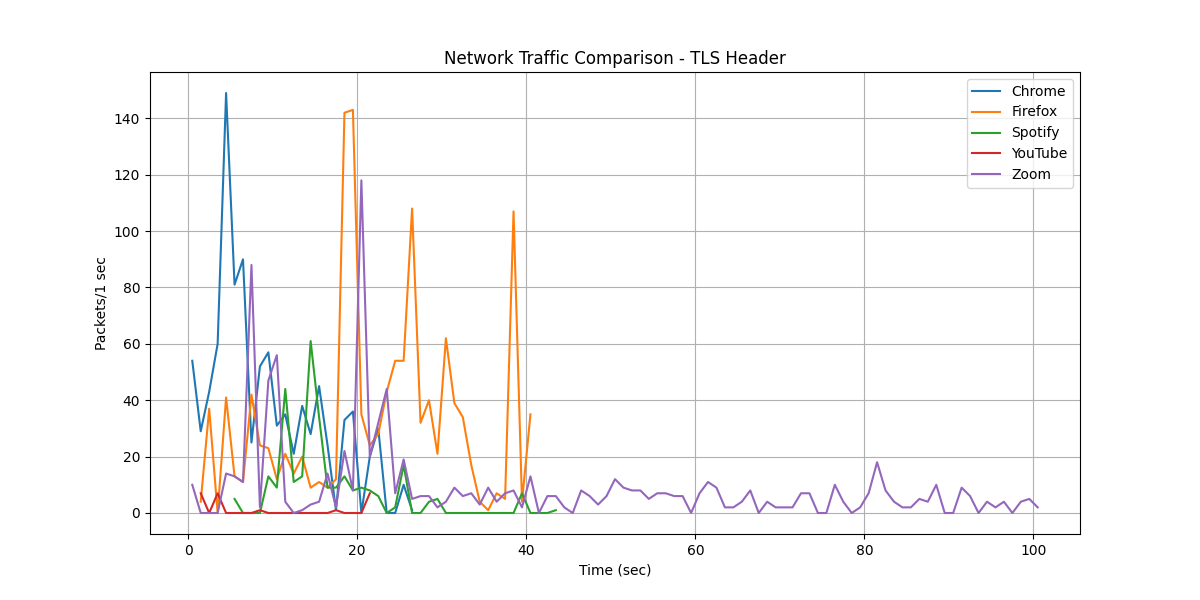 Network Traffic Comparison - TLS Header
Chrome
Firefox
Spotify
YouTube
Zoom
Packets/1 sec
140
120
100
80
60
40
20
0
0 20 40 60 80 100
Time (sec)